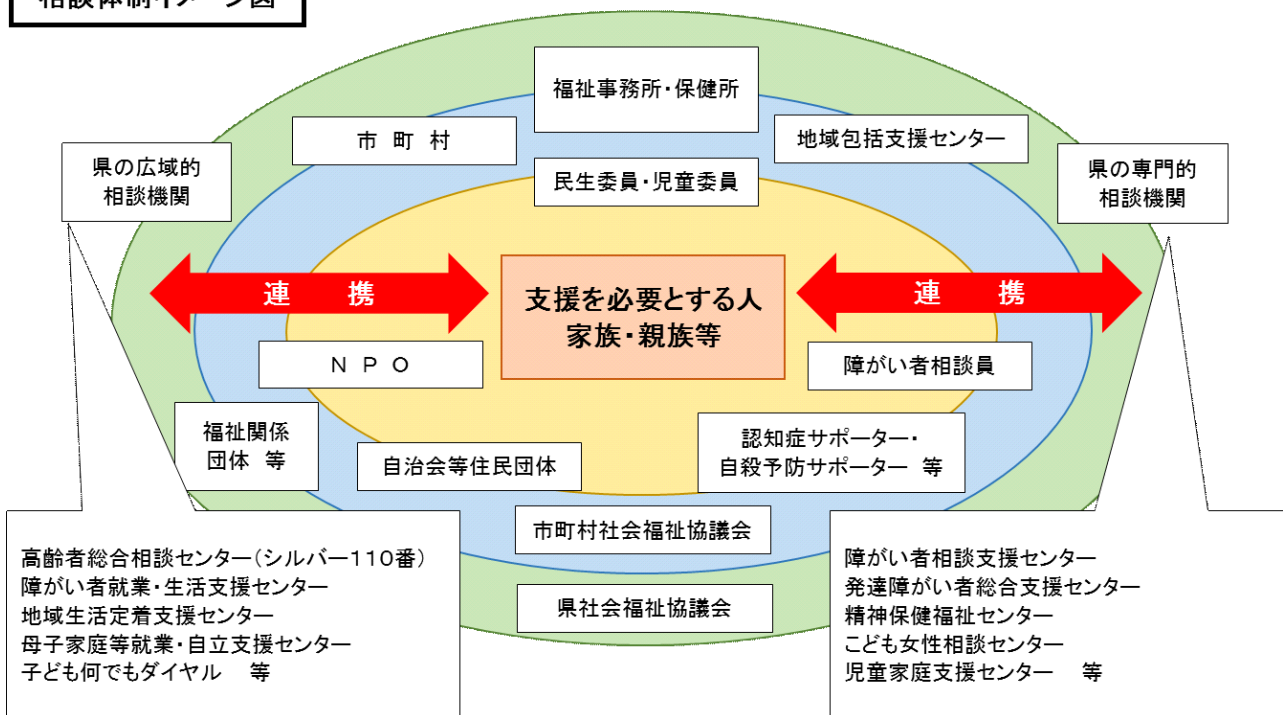 相談体制イメージ図
福祉事務所・保健所
市 町 村
地域包括支援センター
県の広域的
相談機関
民生委員・児童委員
県の専門的
相談機関
連 携
支援を必要とする人
家族・親族等
連 携
NPO
障がい者相談員
福祉関係
団体 等
自治会等住民団体
認知症サポーター・
自殺予防サポーター 等
市町村社会福祉協議会
県社会福祉協議会
高齢者総合相談センター(シルバー110番)
障がい者就業・生活支援センター
地域生活定着支援センター
母子家庭等就業・自立支援センター
子ども何でもダイヤル 等
障がい者相談支援センター
発達障がい者総合支援センター
精神保健福祉センター
こども女性相談センター
児童家庭支援センター 等